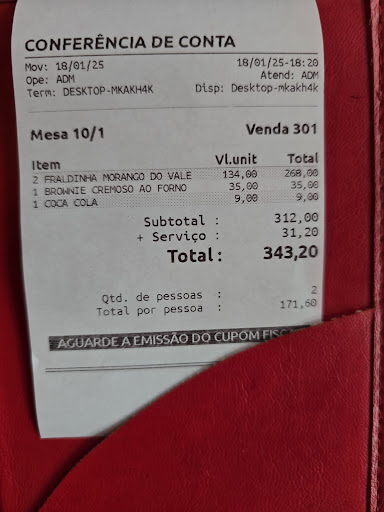 CONFERÊNCIA DE CONTA
Mov: 18/01/25 18/01/25-18:20
Ope: ADM Atend: ADM
Term: DESKTOP-MKAKH4K Disp: Desktop-mkakh4k
Mesa 10/1 Venda 301
Item Vl.unit Total
2 FRALDINHA MORANGO DO VALE 134,00 268,00
1 BROWNIE CREMOSO AO FORNO 35,00 35,00
1 COCA COLA 9,00 9,00
Subtotal : 312,00
+ Serviço : 31,20
Total: 343,20
Qtd. de pessoas : 2
Total por pessoa : 171,60
AGUARDE A EMISSÃO DO CUPOM